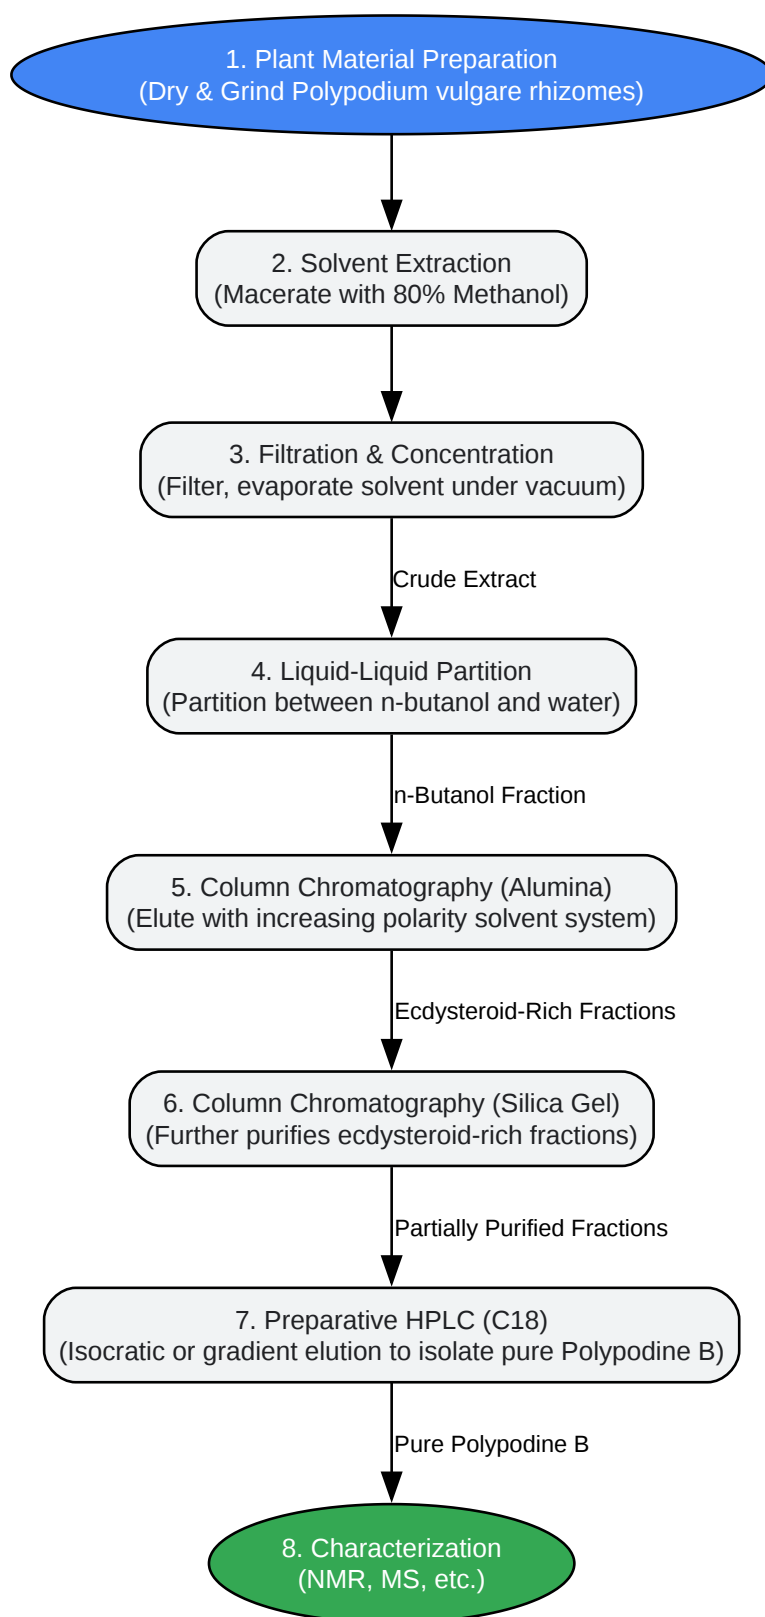 1. Plant Material Preparation
(Dry & Grind Polypodium vulgare rhizomes)
2. Solvent Extraction
(Macerate with 80% Methanol)
3. Filtration & Concentration
(Filter, evaporate solvent under vacuum)
Crude Extract
4. Liquid-Liquid Partition
(Partition between n-butanol and water)
n-Butanol Fraction
5. Column Chromatography (Alumina)
(Elute with increasing polarity solvent system)
Ecdysteroid-Rich Fractions
6. Column Chromatography (Silica Gel)
(Further purifies ecdysteroid-rich fractions)
Partially Purified Fractions
7. Preparative HPLC (C18)
(Isocratic or gradient elution to isolate pure Polypodine B)
Pure Polypodine B
8. Characterization
(NMR, MS, etc.)